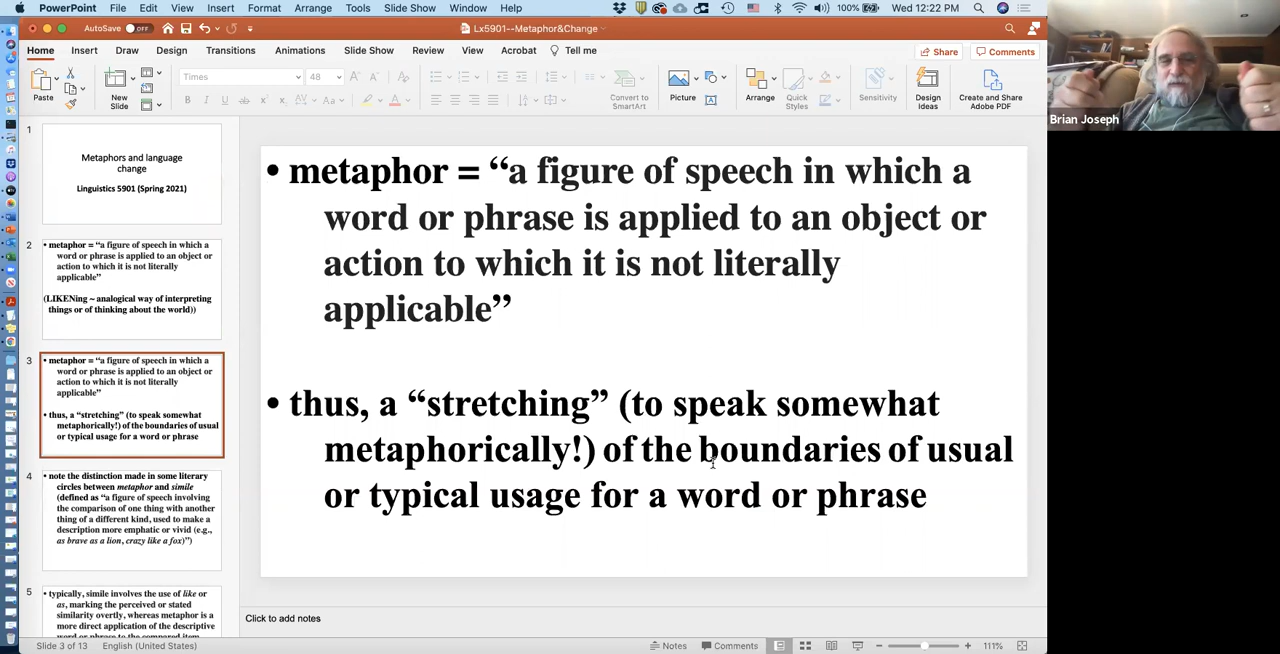 PowerPoint File Edit View Insert Format Arrange Tools Slide Show Window Help 100% Wed 12:22 PM
AutoSave OFF Lx5901--Metaphor&Change
Home Insert Draw Design Transitions Animations Slide Show Review View Acrobat Tell me Share Comments
Times 48
Paste New Slide Convert to SmartArt Picture Arrange Quick Styles Sensitivity Design Ideas Create and Share Adobe PDF
Brian Joseph
1
Metaphors and language
change
Linguistics 5901 (Spring 2021)
2
• metaphor = “a figure of speech in which a
word or phrase is applied to an object or
action to which it is not literally
applicable”
(LIKENing ~ analogical way of interpreting
things or of thinking about the world))
3
• metaphor = “a figure of speech in which a
word or phrase is applied to an object or
action to which it is not literally
applicable”
• thus, a “stretching” (to speak somewhat
metaphorically!) of the boundaries of usual
or typical usage for a word or phrase
4
• note the distinction made in some literary
circles between metaphor and simile
(defined as “a figure of speech involving
the comparison of one thing with another
thing of a different kind, used to make a
description more emphatic or vivid (e.g.,
as brave as a lion, crazy like a fox)”)
5
• typically, simile involves the use of like or
as, marking the perceived or stated
similarity overtly, whereas metaphor is a
more direct application of the descriptive
word or phrase to the compared item
• metaphor = “a figure of speech in which a
word or phrase is applied to an object or
action to which it is not literally
applicable”
• thus, a “stretching” (to speak somewhat
metaphorically!) of the boundaries of usual
or typical usage for a word or phrase
Click to add notes
Slide 3 of 13 English (United States) Notes Comments 111%